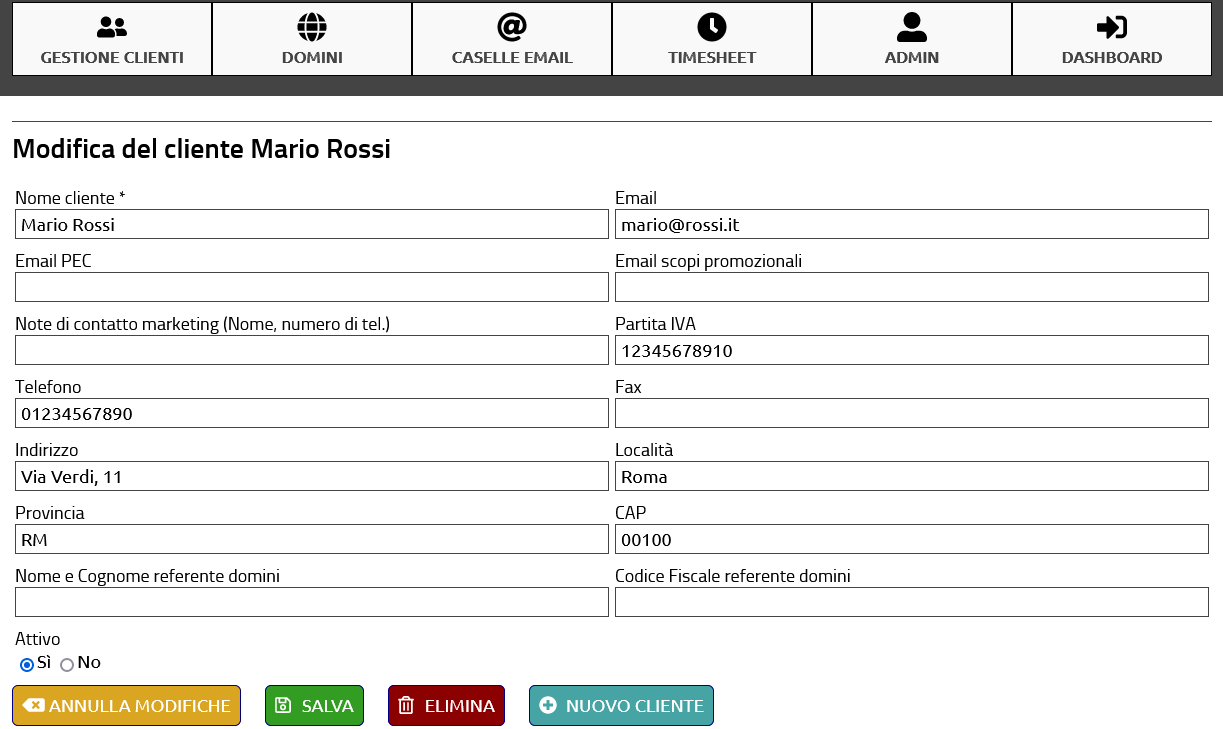 GESTIONE CLIENTI DOMINI CASELLE EMAIL TIMESHEET ADMIN DASHBOARD
Modifica del cliente Mario Rossi
Nome cliente * Email
Mario Rossi mario@rossi.it
Email PEC Email scopi promozionali
Note di contatto marketing (Nome, numero di tel.) Partita IVA
12345678910
Telefono Fax
01234567890
Indirizzo Località
Via Verdi, 11 Roma
Provincia CAP
RM 00100
Nome e Cognome referente domini Codice Fiscale referente domini
Attivo
Sì No
ANNULLA MODIFICHE SALVA ELIMINA NUOVO CLIENTE